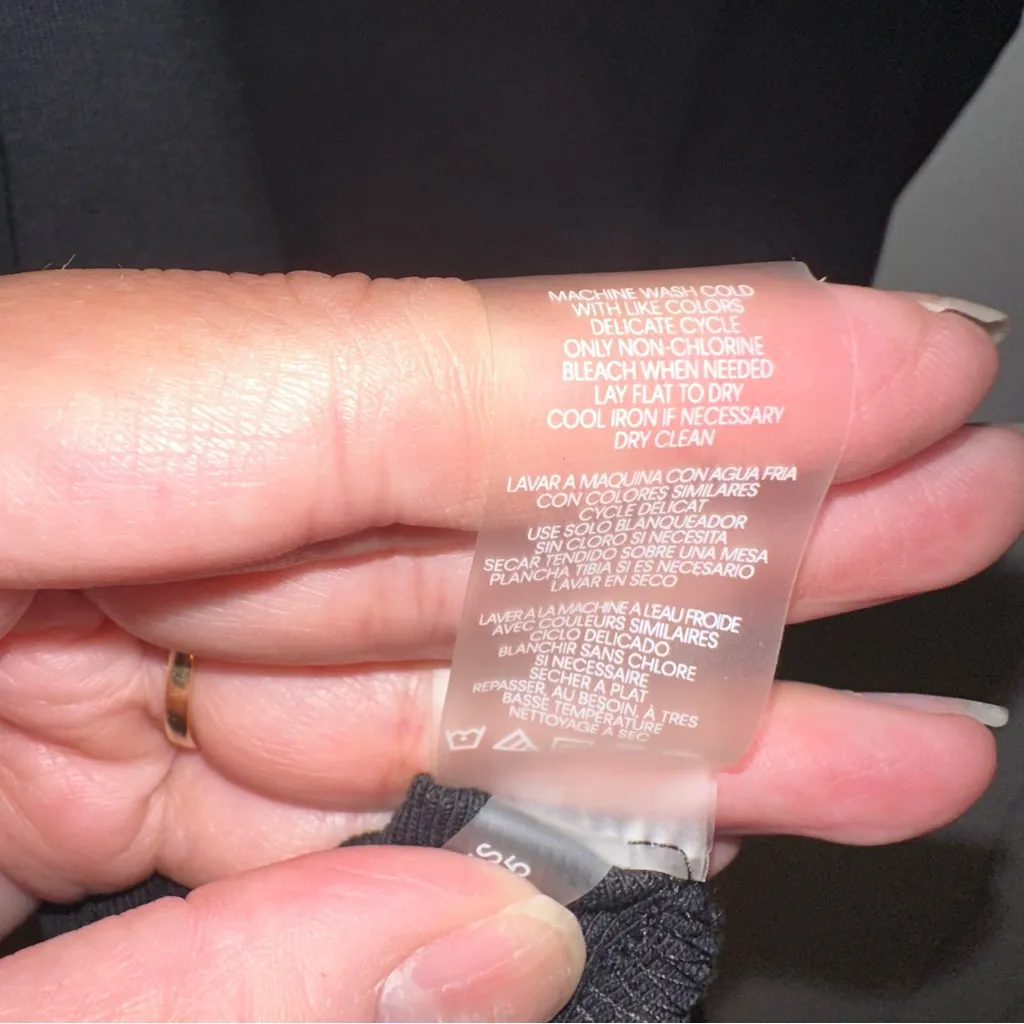 MACHINE WASH COLD
WITH LIKE COLORS
DELICATE CYCLE
ONLY NON-CHLORINE
BLEACH WHEN NEEDED
LAY FLAT TO DRY
COOL IRON IF NECESSARY
DRY CLEAN
LAVAR A MAQUINA CON AGUA FRIA
CON COLORES SIMILARES
CYCLE DELICAT
USE SOLO BLANQUEADOR
SIN CLORO SI NECESITA
SECAR TENDIDO SOBRE UNA MESA
PLANCHA TIBIA SI ES NECESARIO
LAVAR EN SECO
LAVER A LA MACHINE A L'EAU FROIDE
AVEC COULEURS SIMILAIRES
CICLO DELICADO
BLANCHIR SANS CHLORE
SI NECESSAIRE
SECHER A PLAT
REPASSER, AU BESOIN, À TRES
BASSE TEMPÉRATURE
NETTOYAGE A SEC